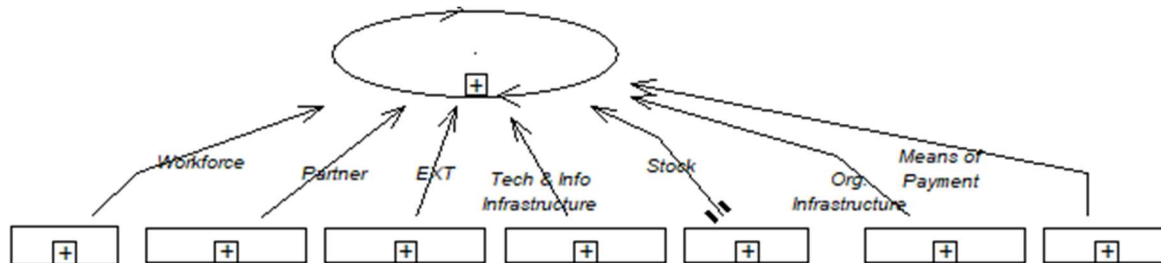 Workforce
Partner
EXT
Tech & Info
Infrastructure
Stock
Org.
Infrastructure
Means of
Payment